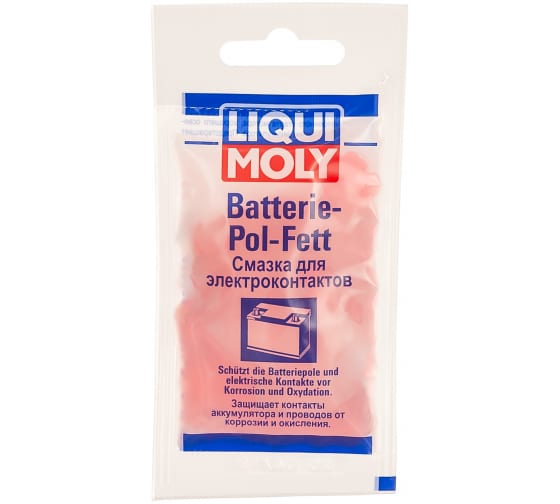 LIQUI
MOLY
Batterie-
Pol-Fett
Смазка для
электроконтактов
Schützt die Batteriepole und
elektrische Kontakte vor
Korrosion und Oxydation.
Защищает контакты
аккумулятора и проводов от
коррозии и окисления.